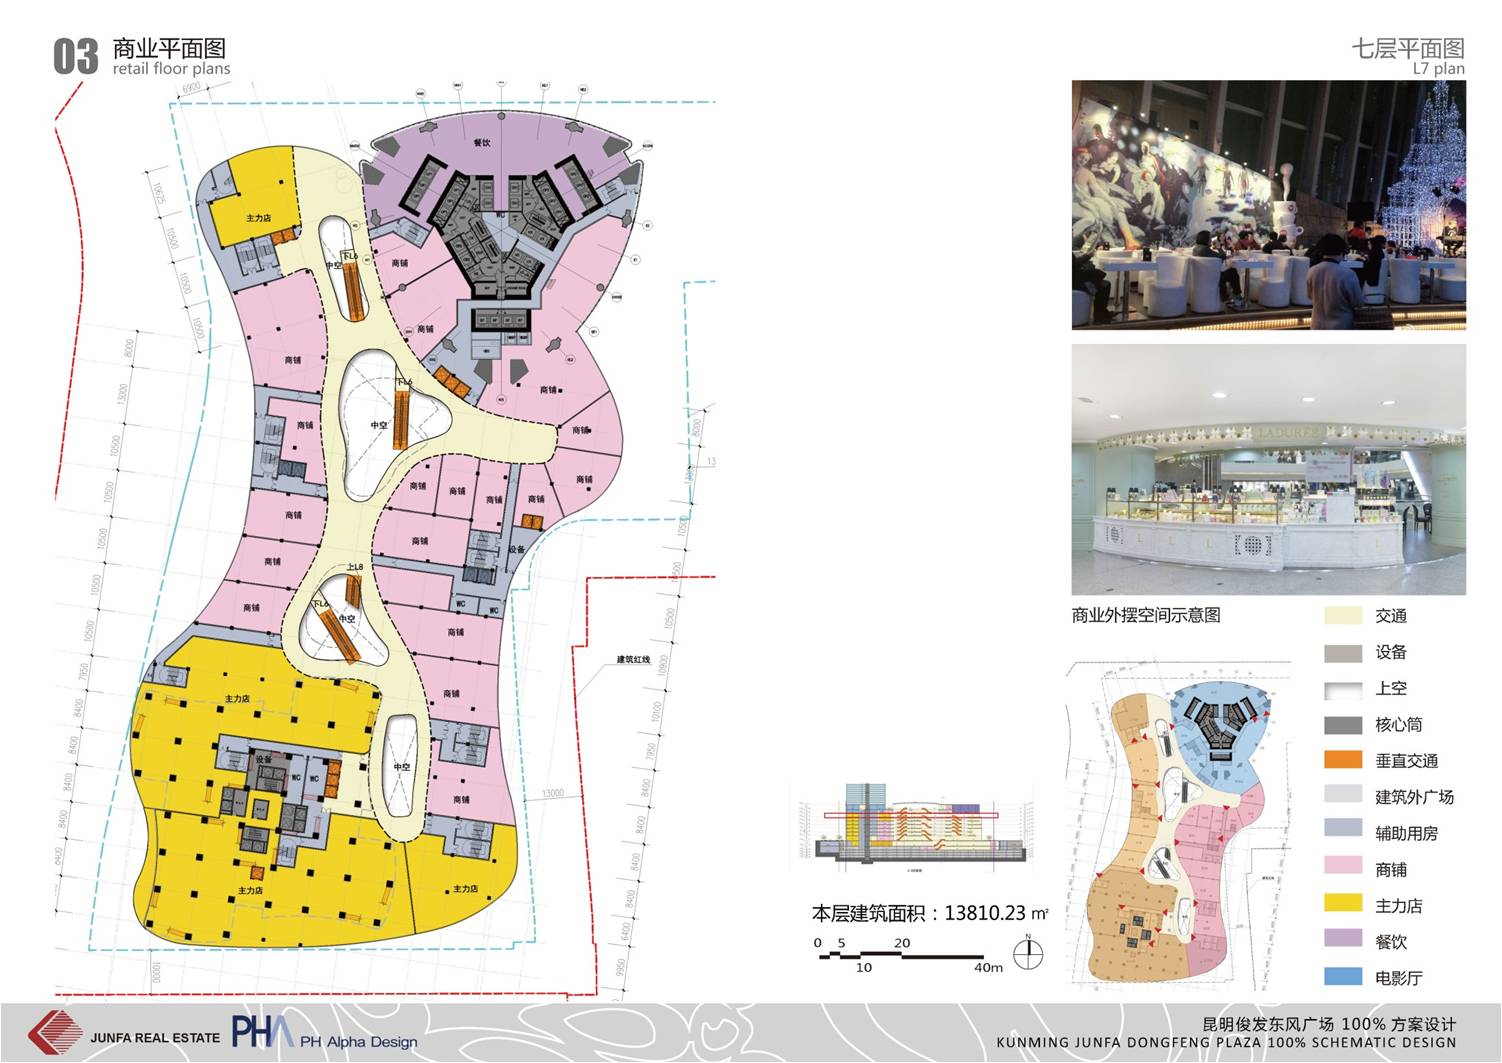 03 商业平面图
retail floor plans
七层平面图
L7 plan
6900
餐饮
10625
主力店
WC
10500
下L6
中空
商铺
10500
10500
商铺
8000
商铺
13000
下L6
商铺
中空
商铺
商铺
8000
10500
商铺
商铺
商铺
商铺
商铺
10500
商铺
商铺
10500
10500
设备
商铺
上L8
10500
10500
WC
WC
商铺
下L6
中空
商铺
10500
建筑红线
10900
7950
主力店
商铺
10100
8400
设备
WC
WC
中空
7950
8400
商铺
13000
8400
8400
8400
8400
主力店
主力店
8400
6400
10000
9950
LADURÉE
L L L L
商业外摆空间示意图
交通
设备
上空
核心筒
垂直交通
建筑外广场
辅助用房
商铺
主力店
餐饮
电影厅
本层建筑面积：13810.23 ㎡
0 5 20
10 40m
N
JUNFA REAL ESTATE
PHA PH Alpha Design
昆明俊发东风广场 100% 方案设计
KUNMING JUNFA DONGFENG PLAZA 100% SCHEMATIC DESIGN